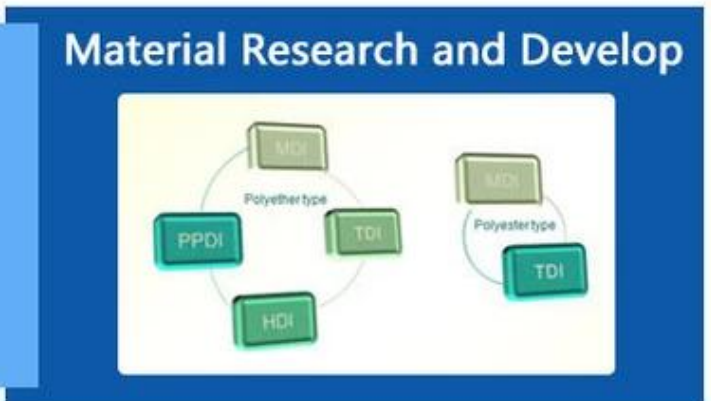 Material Research and Develop
MDI
Polyether type
PPDI
TDI
HDI
MDI
Polyester type
TDI